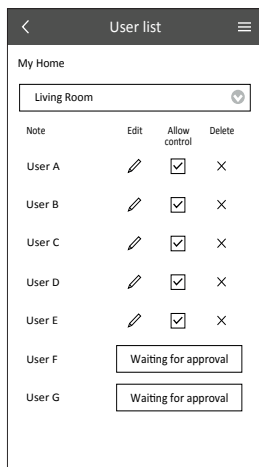 User list
My Home
Living Room
Note Edit Allow control Delete
User A
User B
User C
User D
User E
User F Waiting for approval
User G Waiting for approval